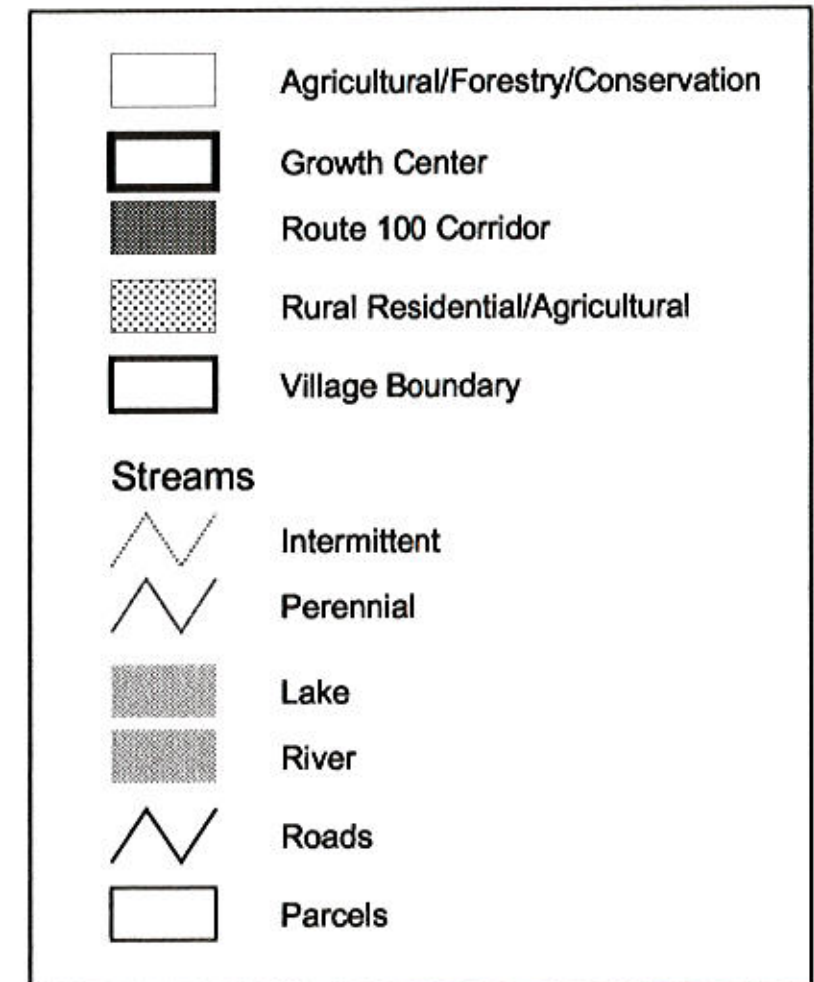 Agricultural/Forestry/Conservation
Growth Center
Route 100 Corridor
Rural Residential/Agricultural
Village Boundary
Streams
Intermittent
Perennial
Lake
River
Roads
Parcels